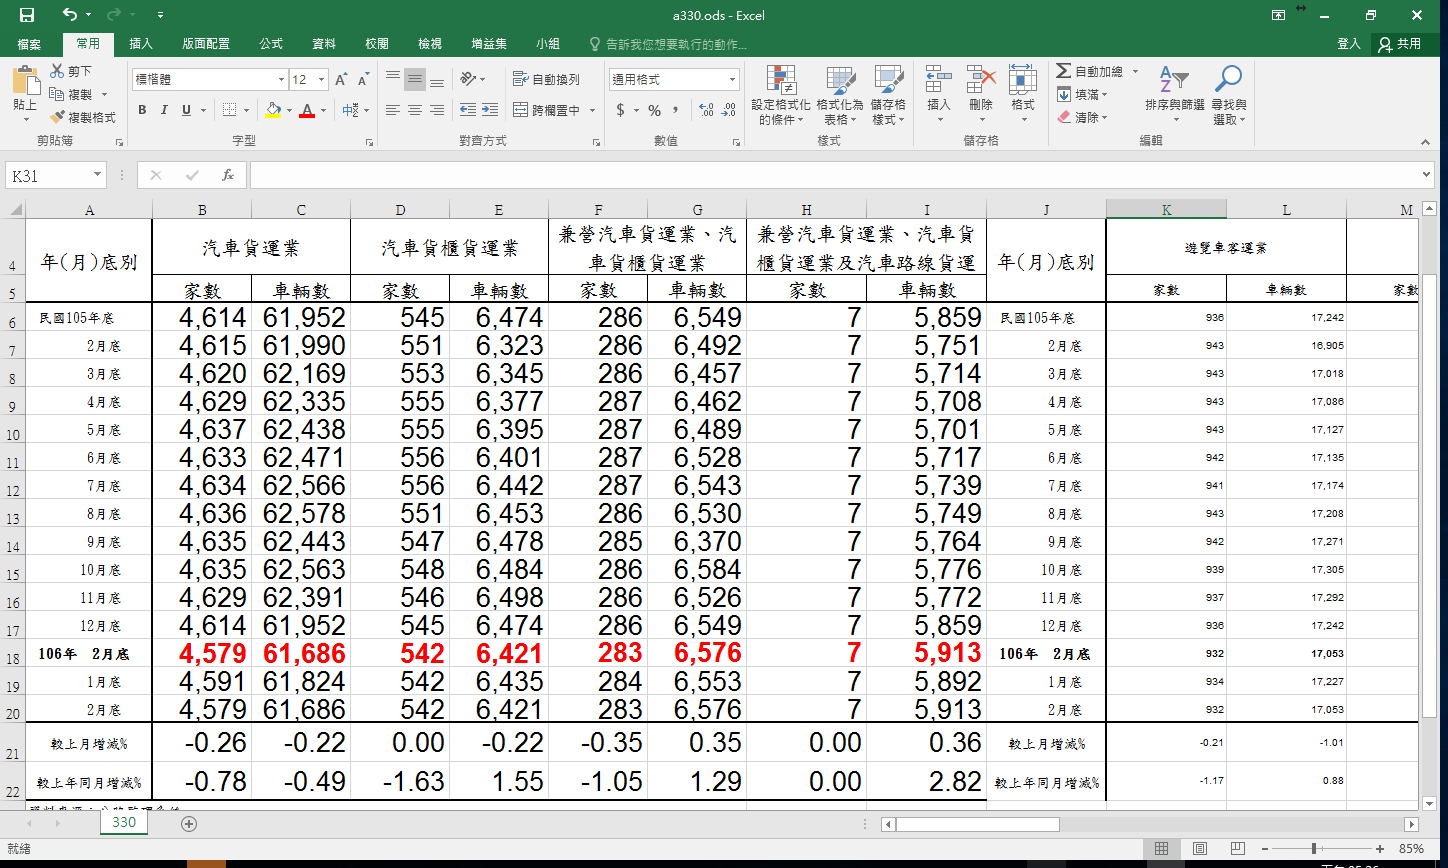 a330.ods - Excel
檔案 常用 插入 版面配置 公式 資料 校閱 檢視 增益集 小組 告訴我您想要執行的動作... 登入 共用
貼上 剪下 複製 複製格式 剪貼簿
標楷體 12 A A B I U A 中 字型
自動換列 跨欄置中 對齊方式
通用格式 $ % , .00 數值
設定格式化的條件 格式化為表格 儲存格樣式 樣式
插入 刪除 格式 儲存格
Σ 自動加總 填滿 清除 排序與篩選 尋找與選取 編輯
K31 fx
A B C D E F G H I J K L M
4 年(月)底別 汽車貨運業 汽車貨櫃貨運業 兼營汽車貨運業、汽車貨櫃貨運業 兼營汽車貨運業、汽車貨櫃貨運業及汽車路線貨運 年(月)底別 遊覽車客運業
5 家數 車輛數 家數 車輛數 家數 車輛數 家數 車輛數 家數 車輛數 家數
6 民國105年底 4,614 61,952 545 6,474 286 6,549 7 5,859 民國105年底 936 17,242
7 2月底 4,615 61,990 551 6,323 286 6,492 7 5,751 2月底 943 16,905
8 3月底 4,620 62,169 553 6,345 286 6,457 7 5,714 3月底 943 17,018
9 4月底 4,629 62,335 555 6,377 287 6,462 7 5,708 4月底 943 17,086
10 5月底 4,637 62,438 555 6,395 287 6,489 7 5,701 5月底 943 17,127
11 6月底 4,633 62,471 556 6,401 287 6,528 7 5,717 6月底 942 17,135
12 7月底 4,634 62,566 556 6,442 287 6,543 7 5,739 7月底 941 17,174
13 8月底 4,636 62,578 551 6,453 286 6,530 7 5,749 8月底 943 17,208
14 9月底 4,635 62,443 547 6,478 285 6,370 7 5,764 9月底 942 17,271
15 10月底 4,635 62,563 548 6,484 286 6,584 7 5,776 10月底 939 17,305
16 11月底 4,629 62,391 546 6,498 286 6,526 7 5,772 11月底 937 17,292
17 12月底 4,614 61,952 545 6,474 286 6,549 7 5,859 12月底 936 17,242
18 106年 2月底 4,579 61,686 542 6,421 283 6,576 7 5,913 106年 2月底 932 17,053
19 1月底 4,591 61,824 542 6,435 284 6,553 7 5,892 1月底 934 17,227
20 2月底 4,579 61,686 542 6,421 283 6,576 7 5,913 2月底 932 17,053
21 較上月增減% -0.26 -0.22 0.00 -0.22 -0.35 0.35 0.00 0.36 較上月增減% -0.21 -1.01
22 較上年同月增減% -0.78 -0.49 -1.63 1.55 -1.05 1.29 0.00 2.82 較上年同月增減% -1.17 0.88
330
就緒 85%